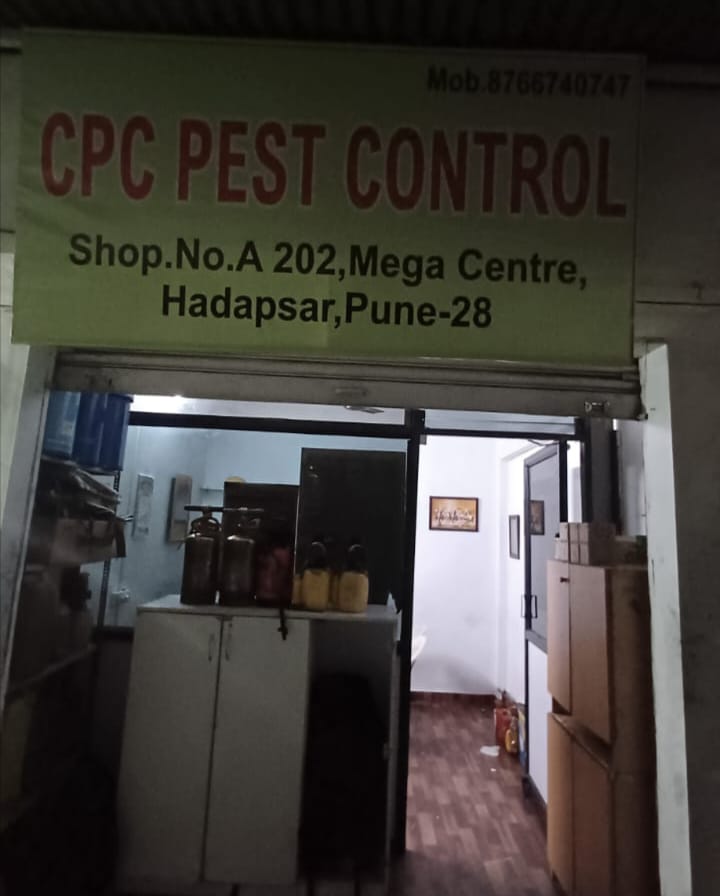 Mob.8766740747
CPC PEST CONTROL
Shop.No.A 202,Mega Centre,
Hadapsar,Pune-28